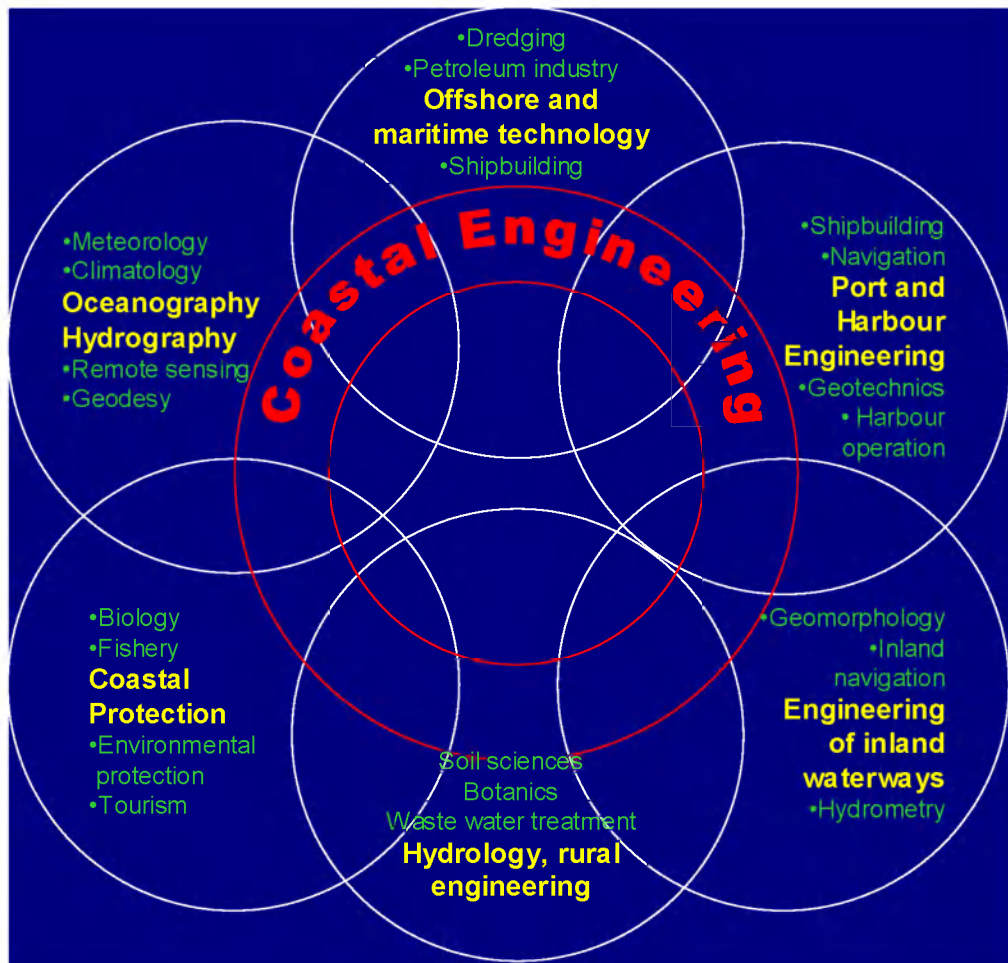 •Dredging
•Petroleum industry
Offshore and
maritime technology
•Shipbuilding
Coastal Engineering
•Meteorology
•Climatology
Oceanography
Hydrography
•Remote sensing
•Geodesy
•Shipbuilding
•Navigation
Port and
Harbour
Engineering
•Geotechnics
• Harbour
operation
•Biology
•Fishery
Coastal
Protection
•Environmental
protection
•Tourism
Soil sciences
Botanics
Waste water treatment
Hydrology, rural
engineering
•Geomorphology
•Inland
navigation
Engineering
of inland
waterways
•Hydrometry